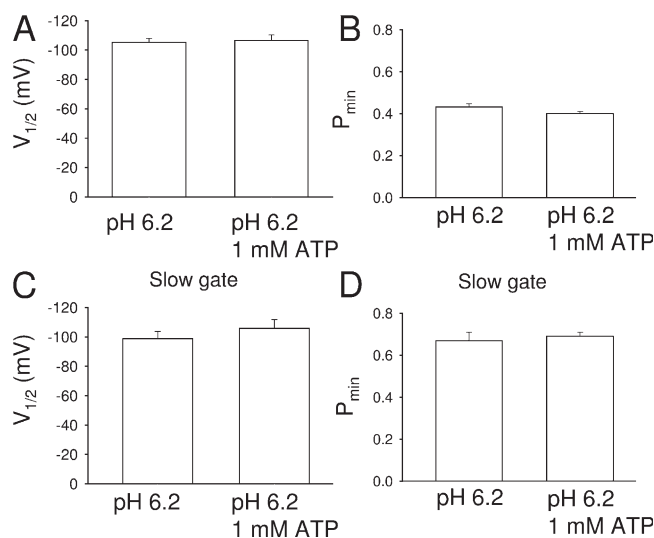 A
V1/2 (mV)
-120
-100
-80
-60
-40
-20
0
pH 6.2
pH 6.2
1 mM ATP
B
Pmin
0.8
0.6
0.4
0.2
0.0
pH 6.2
pH 6.2
1 mM ATP
C
Slow gate
V1/2 (mV)
-120
-100
-80
-60
-40
-20
0
pH 6.2
pH 6.2
1 mM ATP
D
Slow gate
Pmin
0.8
0.6
0.4
0.2
0.0
pH 6.2
pH 6.2
1 mM ATP